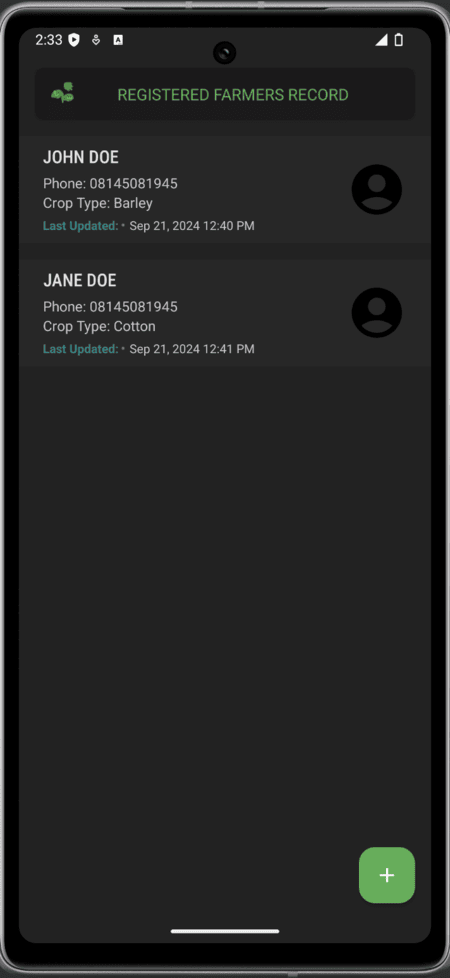 2:33
REGISTERED FARMERS RECORD
JOHN DOE
Phone: 08145081945
Crop Type: Barley
Last Updated: • Sep 21, 2024 12:40 PM
JANE DOE
Phone: 08145081945
Crop Type: Cotton
Last Updated: • Sep 21, 2024 12:41 PM
+